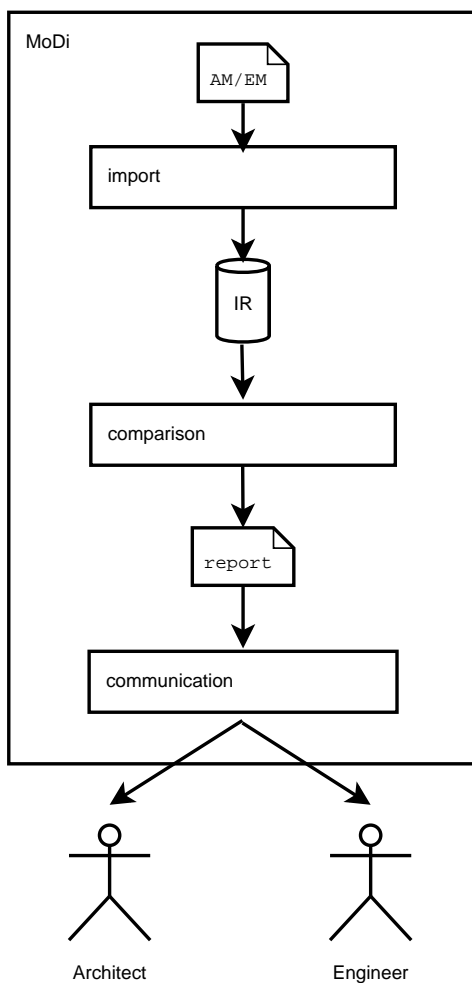 MoDi
AM/EM
import
IR
comparison
report
communication
Architect
Engineer